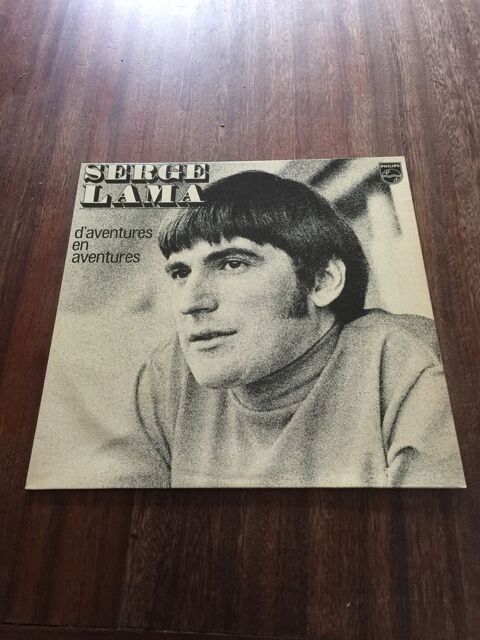 SERGE
LAMA
PHILIPS
d'aventures
en
aventures